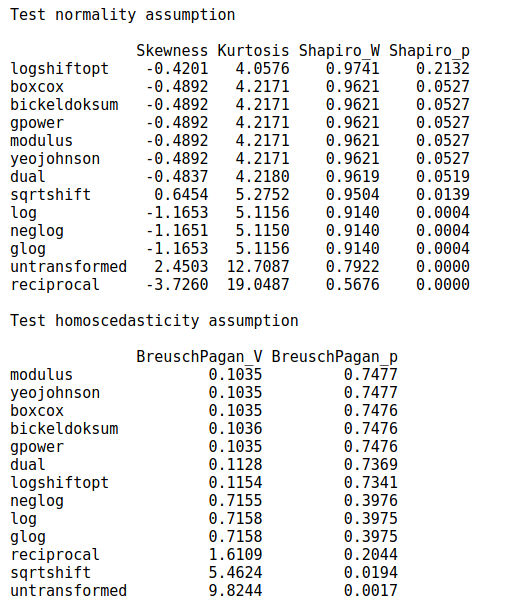 Test normality assumption
Skewness Kurtosis Shapiro_W Shapiro_p
logshiftopt -0.4201 4.0576 0.9741 0.2132
boxcox -0.4892 4.2171 0.9621 0.0527
bickeldoksum -0.4892 4.2171 0.9621 0.0527
gpower -0.4892 4.2171 0.9621 0.0527
modulus -0.4892 4.2171 0.9621 0.0527
yeojohnson -0.4892 4.2171 0.9621 0.0527
dual -0.4837 4.2180 0.9619 0.0519
sqrtshift 0.6454 5.2752 0.9504 0.0139
log -1.1653 5.1156 0.9140 0.0004
neglog -1.1651 5.1150 0.9140 0.0004
glog -1.1653 5.1156 0.9140 0.0004
untransformed 2.4503 12.7087 0.7922 0.0000
reciprocal -3.7260 19.0487 0.5676 0.0000
Test homoscedasticity assumption
BreuschPagan_V BreuschPagan_p
modulus 0.1035 0.7477
yeojohnson 0.1035 0.7477
boxcox 0.1035 0.7476
bickeldoksum 0.1036 0.7476
gpower 0.1035 0.7476
dual 0.1128 0.7369
logshiftopt 0.1154 0.7341
neglog 0.7155 0.3976
log 0.7158 0.3975
glog 0.7158 0.3975
reciprocal 1.6109 0.2044
sqrtshift 5.4624 0.0194
untransformed 9.8244 0.0017